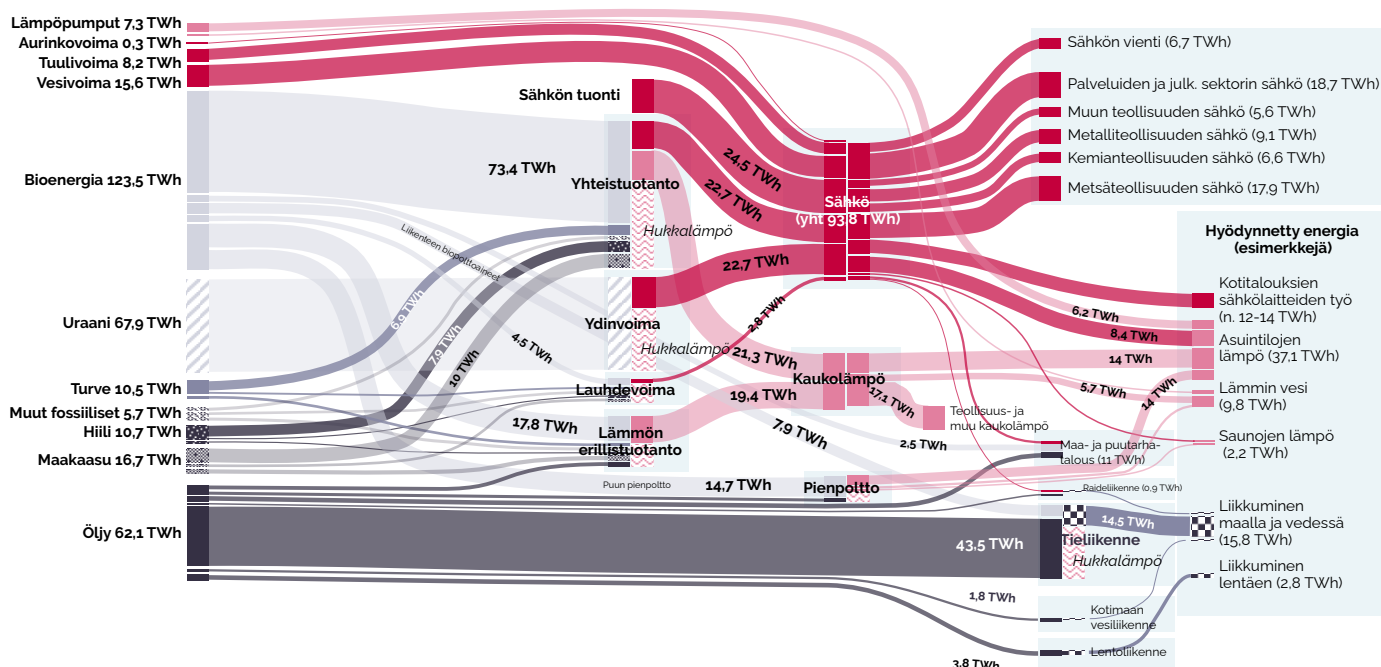 Lämpöpumput 7,3 TWh
Aurinkovoima 0,3 TWh
Tuulivoima 8,2 TWh
Vesivoima 15,6 TWh
Bioenergia 123,5 TWh
Uraani 67,9 TWh
Turve 10,5 TWh
Muut fossiiliset 5,7 TWh
Hiili 10,7 TWh
Maakaasu 16,7 TWh
Öljy 62,1 TWh
Liikenteen biopolttoaineet
6,9 TWh
7,9 TWh
10 TWh
4,5 TWh
73,4 TWh
17,8 TWh
Puun pienpoltto
14,7 TWh
Sähkön tuonti
Yhteistuotanto
Hukkalämpö
Ydinvoima
Hukkalämpö
Lauhdevoima
Lämmön
erillistuotanto
24,5 TWh
22,7 TWh
22,7 TWh
2,8 TWh
21,3 TWh
19,4 TWh
7,9 TWh
Sähkö
(yht 93,8 TWh)
Kaukolämpö
17,1 TWh
Pienpoltto
43,5 TWh
1,8 TWh
3,8 TWh
Sähkön vienti (6,7 TWh)
Palveluiden ja julk. sektorin sähkö (18,7 TWh)
Muun teollisuuden sähkö (5,6 TWh)
Metalliteollisuuden sähkö (9,1 TWh)
Kemianteollisuuden sähkö (6,6 TWh)
Metsäteollisuuden sähkö (17,9 TWh)
6,2 TWh
8,4 TWh
14 TWh
5,7 TWh
14 TWh
2,5 TWh
Teollisuus- ja
muu kaukolämpö
Maa- ja puutarha-
talous (11 TWh)
Raideliikenne (0,9 TWh)
14,5 TWh
Tieliikenne
Hukkalämpö
Kotimaan
vesiliikenne
Lentoliikenne
Hyödynnetty energia
(esimerkkejä)
Kotitalouksien
sähkölaitteiden työ
(n. 12-14 TWh)
Asuintilojen
lämpö (37,1 TWh)
Lämmin vesi
(9,8 TWh)
Saunojen lämpö
(2,2 TWh)
Liikkuminen
maalla ja vedessä
(15,8 TWh)
Liikkuminen
lentäen (2,8 TWh)